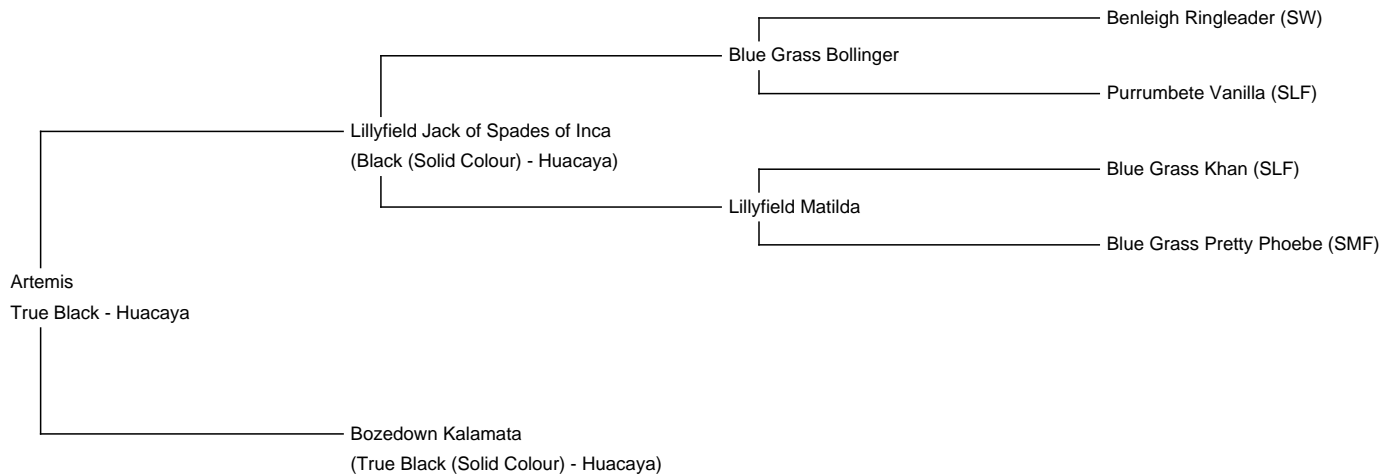 Benleigh Ringleader (SW)
Blue Grass Bollinger
Purrumbete Vanilla (SLF)
Lillyfield Jack of Spades of Inca
(Black (Solid Colour) - Huacaya)
Blue Grass Khan (SLF)
Lillyfield Matilda
Blue Grass Pretty Phoebe (SMF)
Artemis
True Black - Huacaya
Bozedown Kalamata
(True Black (Solid Colour) - Huacaya)